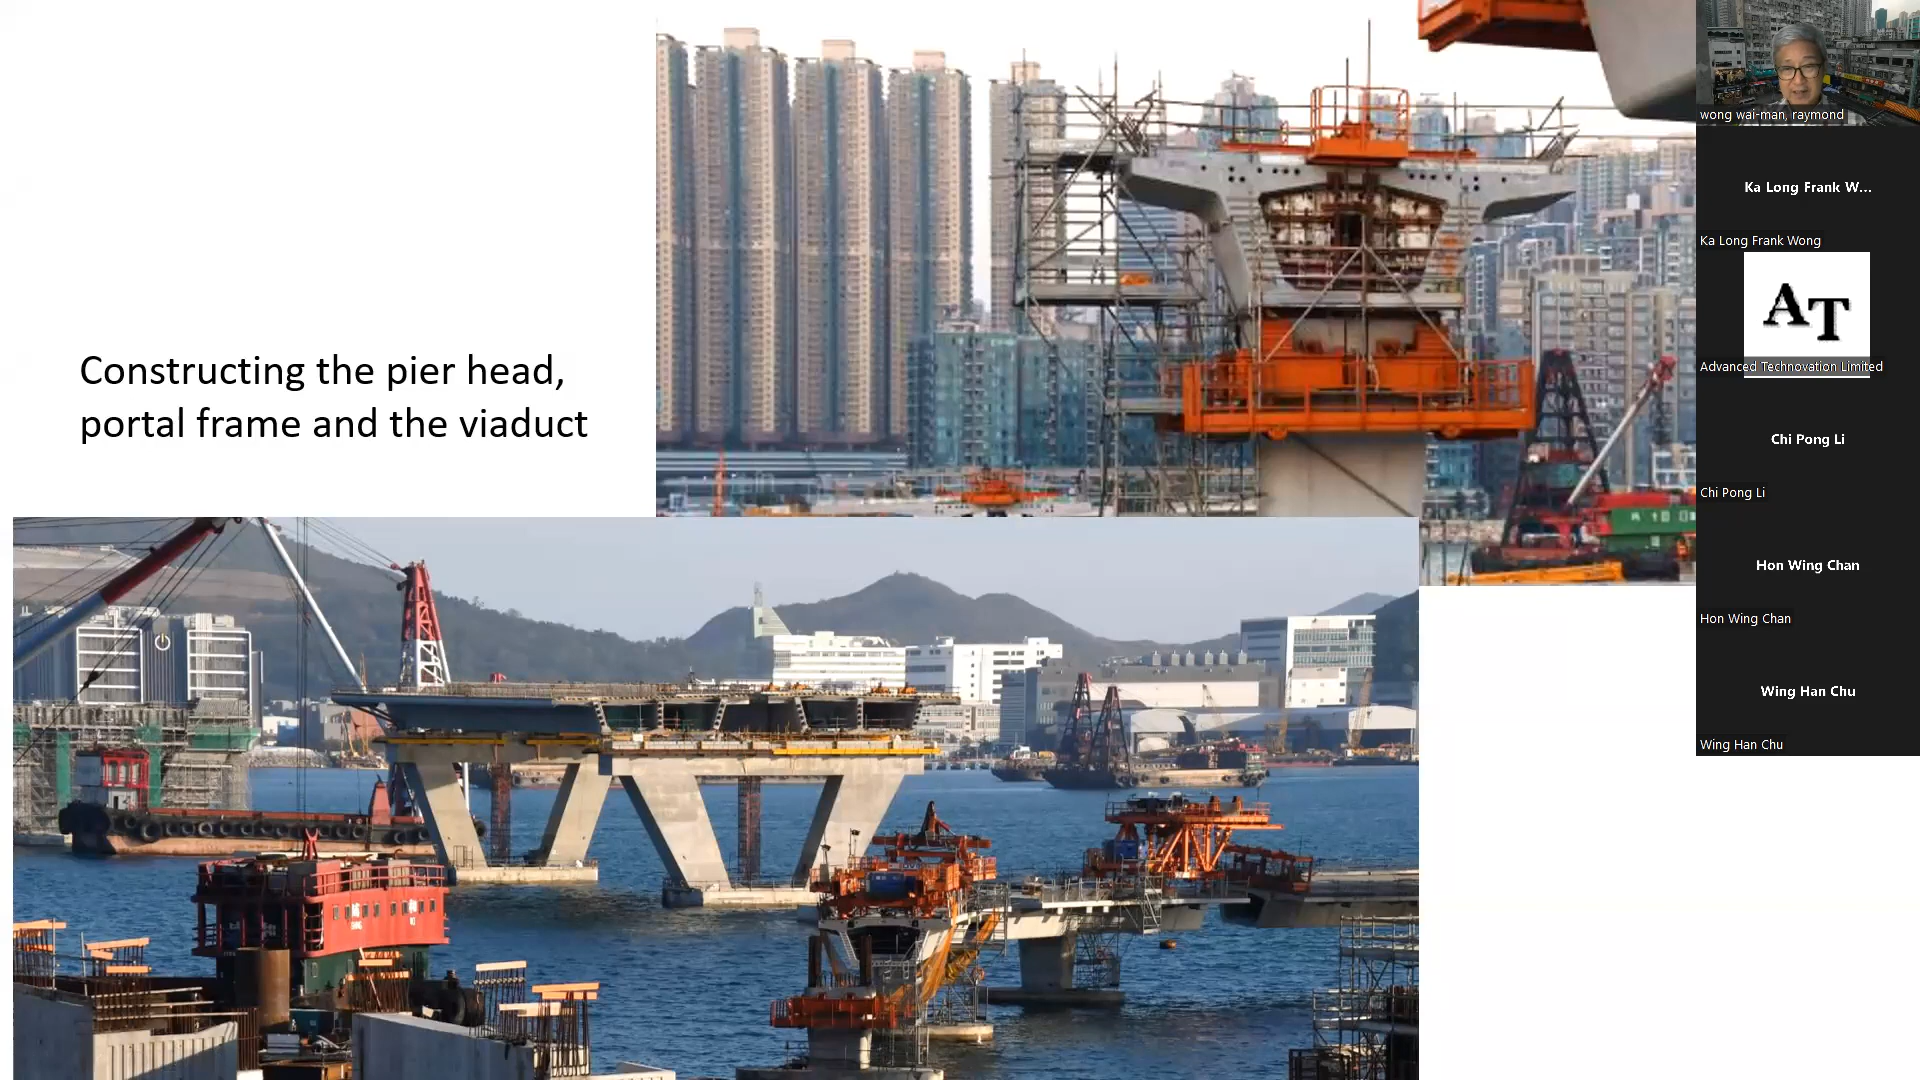 Constructing the pier head,
portal frame and the viaduct
wong wai-man, raymond
Ka Long Frank W...
Ka Long Frank Wong
AT
Advanced Technovation Limited
Chi Pong Li
Chi Pong Li
Hon Wing Chan
Hon Wing Chan
Wing Han Chu
Wing Han Chu